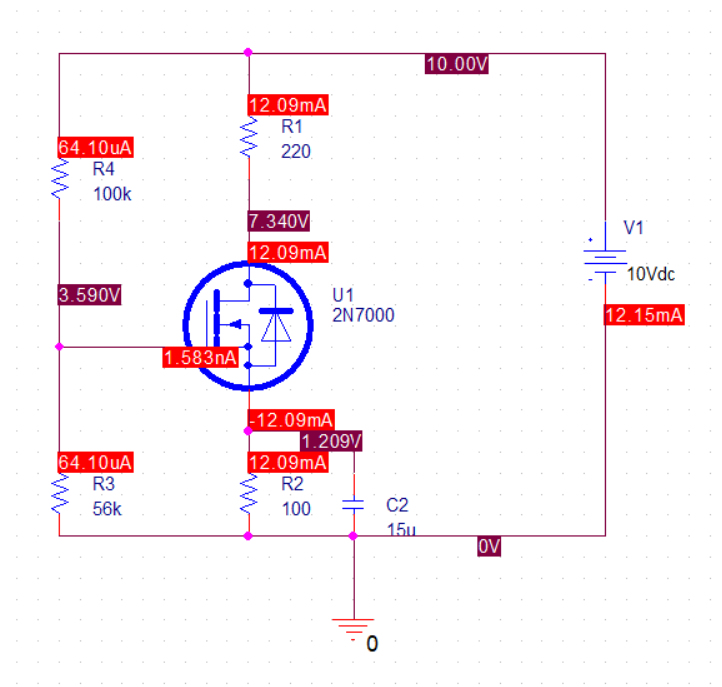 10.00V
12.09mA
R1
220
64.10uA
R4
100k
7.340V
12.09mA
V1
10Vdc
3.590V
U1
2N7000
12.15mA
1.583nA
-12.09mA
1.209V
64.10uA
R3
56k
12.09mA
R2
100
C2
15u
0V
0